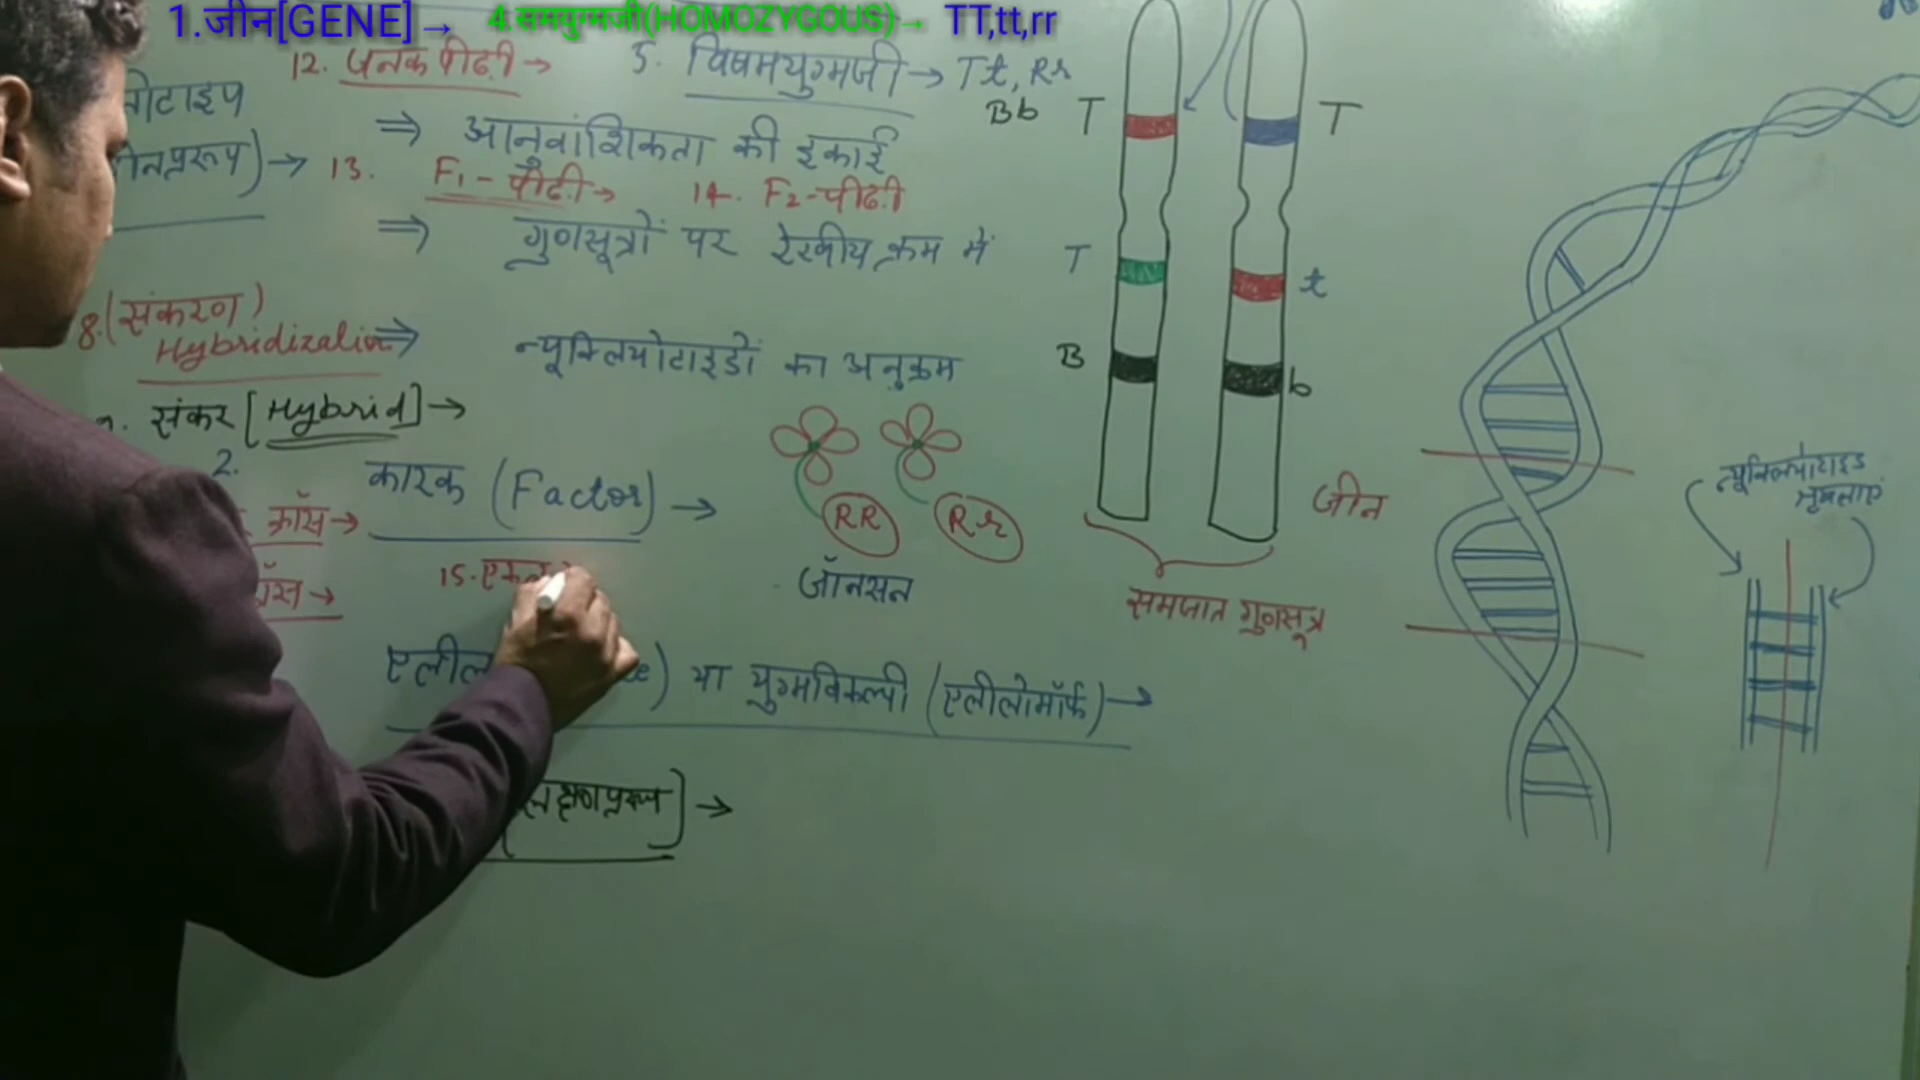 1.जीन[GENE]→ 4.समयुग्मजी(HOMOZYGOUS)→ TT,tt,rr
12. जनक पीढ़ी→ 5. विषमयुग्मजी→ Tt, Rr
Bb T T
⇒ आनुवांशिकता की इकाई
→ 13. F₁-पीढ़ी→ 14. F₂-पीढ़ी
⇒ गुणसूत्रों पर रेखीय क्रम में
T t
8.(संकरण)
Hybridization⇒ न्यूक्लियोटाइडों का अनुक्रम
B b
संकर [Hybrid]→
2. कारक (Factor)→
RR Rr
जीन
न्यूक्लियोटाइड
क्रॉस→
15.एकल
जॉनसन
समजात गुणसूत्र
→
एलील या युग्मविकल्पी (एलीलोमॉर्फ)→
लक्षणप्ररूप]→